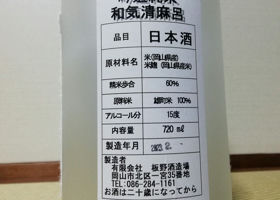 和気清麻呂
品目 日本酒
原材料名 米(岡山県産)
米麹(岡山県産米)
精米歩合 60%
原料米 雄町米 100%
アルコール分 15度
内容量 720ml
製造年月
製造者
有限会社 板野酒造場
岡山市北区一宮35番地
TEL:086-284-1161
お酒は二十歳になってから